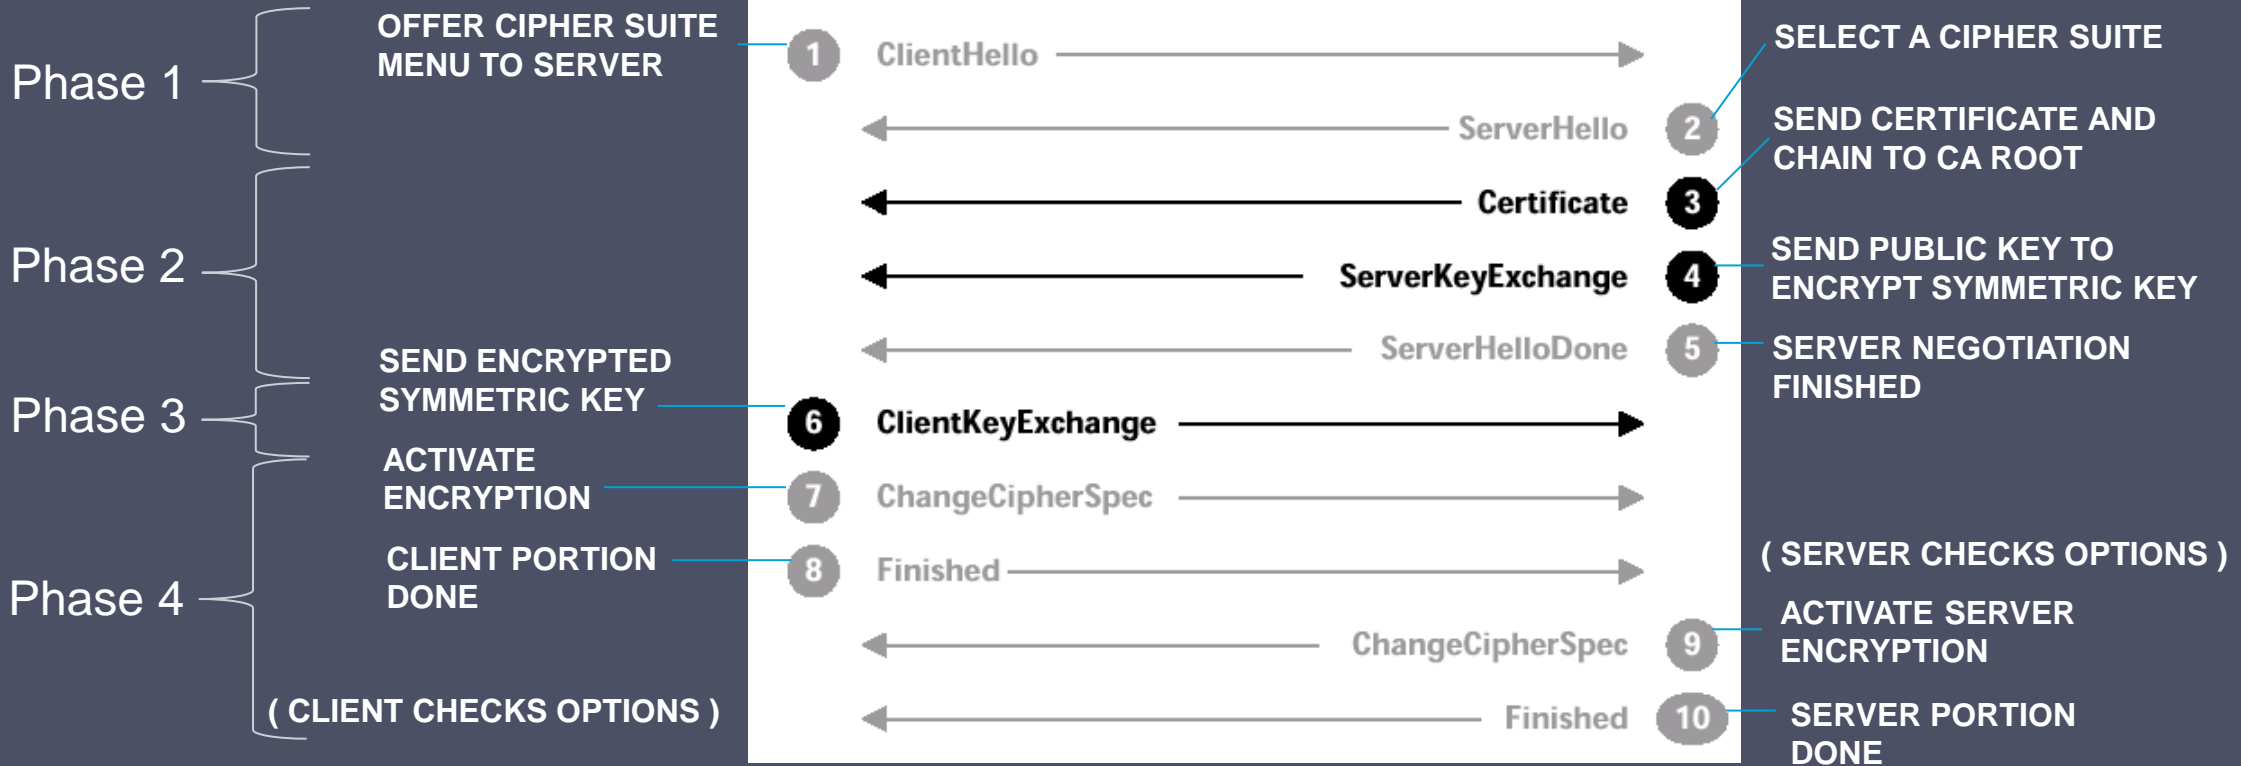 Phase 1
OFFER CIPHER SUITE
MENU TO SERVER
1 ClientHello
SELECT A CIPHER SUITE
ServerHello 2
SEND CERTIFICATE AND
CHAIN TO CA ROOT
Certificate 3
Phase 2
SEND PUBLIC KEY TO
ENCRYPT SYMMETRIC KEY
ServerKeyExchange 4
ServerHelloDone 5
SERVER NEGOTIATION
FINISHED
Phase 3
SEND ENCRYPTED
SYMMETRIC KEY
6 ClientKeyExchange
ACTIVATE
ENCRYPTION
7 ChangeCipherSpec
Phase 4
CLIENT PORTION
DONE
8 Finished
( SERVER CHECKS OPTIONS )
ACTIVATE SERVER
ENCRYPTION
ChangeCipherSpec 9
( CLIENT CHECKS OPTIONS )
Finished 10
SERVER PORTION
DONE